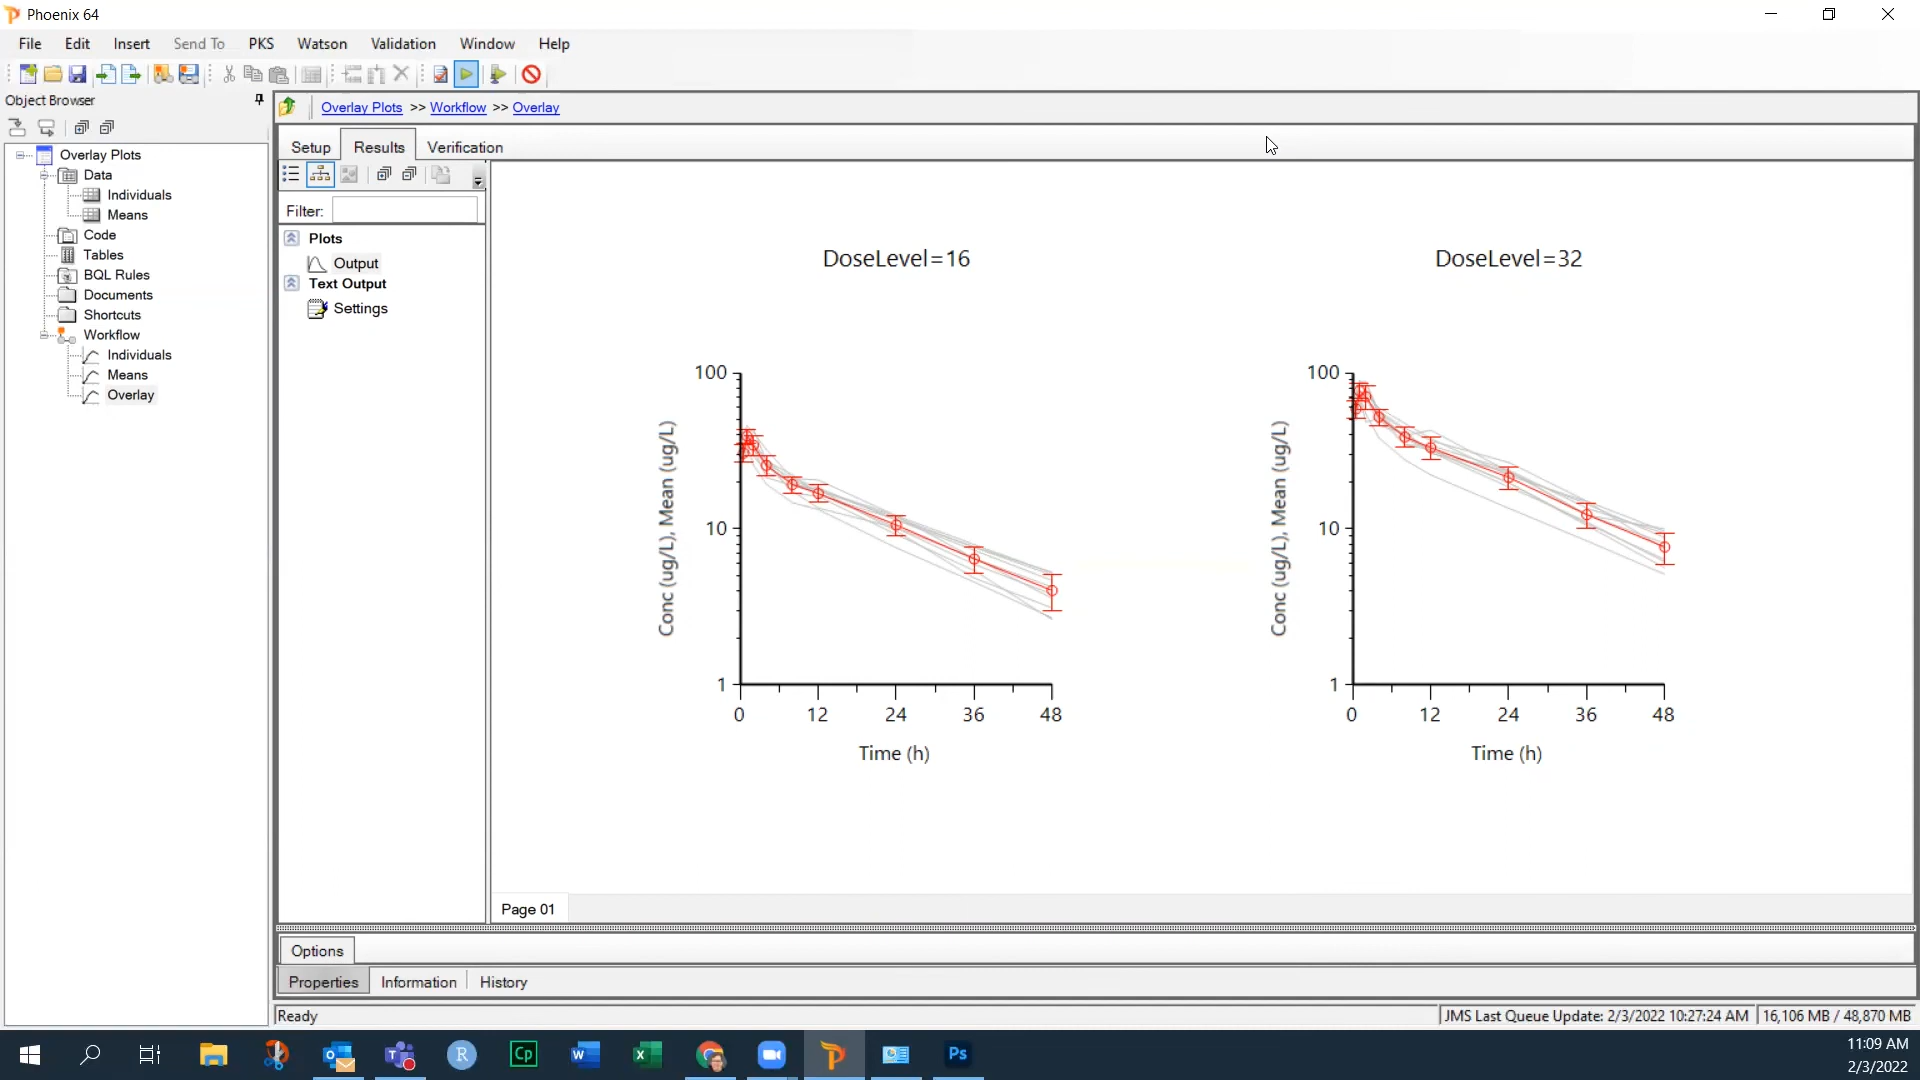 Phoenix 64
File Edit Insert Send To PKS Watson Validation Window Help
Object Browser
Overlay Plots >> Workflow >> Overlay
Overlay Plots
Data
Individuals
Means
Code
Tables
BQL Rules
Documents
Shortcuts
Workflow
Individuals
Means
Overlay
Setup Results Verification
Filter:
Plots
Output
Text Output
Settings
DoseLevel=16
100
10
1
Conc (ug/L), Mean (ug/L)
0 12 24 36 48
Time (h)
DoseLevel=32
100
10
1
Conc (ug/L), Mean (ug/L)
0 12 24 36 48
Time (h)
Page 01
Options
Properties Information History
Ready
JMS Last Queue Update: 2/3/2022 10:27:24 AM 16,106 MB / 48,870 MB
R Cp W X Ps
11:09 AM
2/3/2022